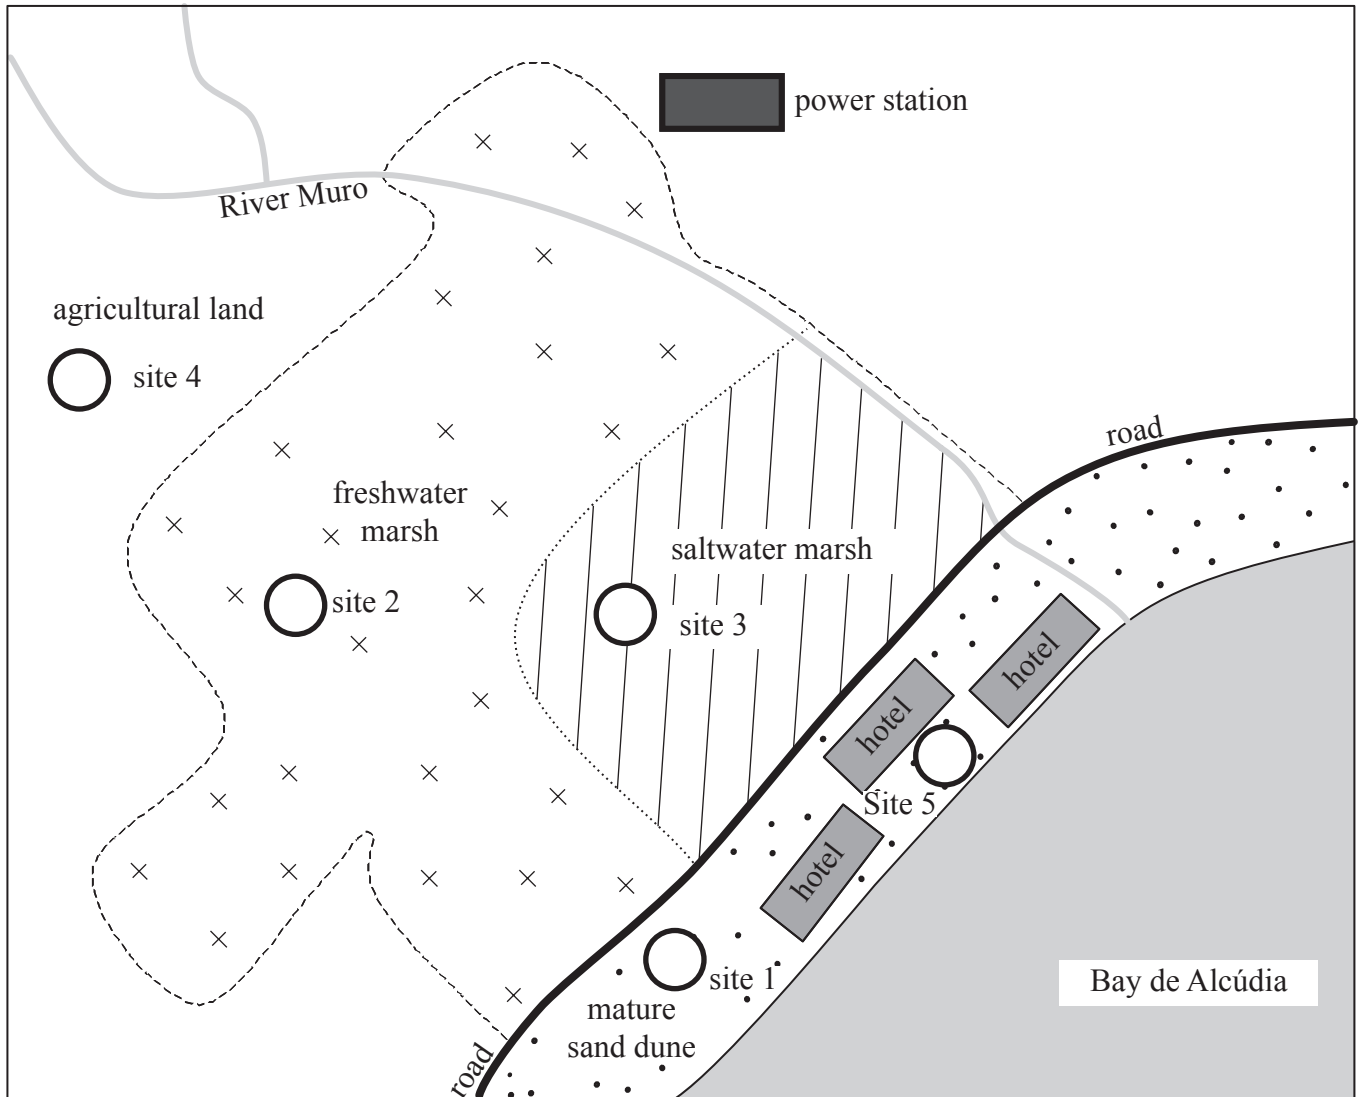 power station
River Muro
agricultural land
site 4
road
freshwater
marsh
saltwater marsh
site 2
site 3
hotel
hotel
Site 5
hotel
site 1
Bay de Alcúdia
mature
sand dune
road